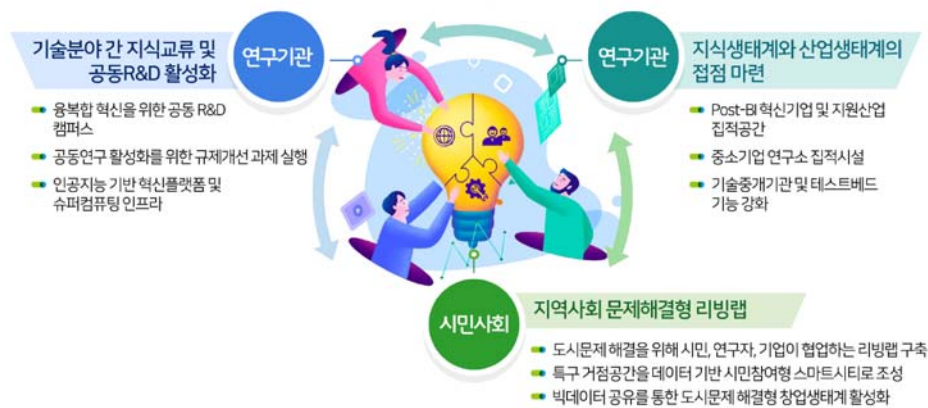 연구기관
기술분야 간 지식교류 및
공동R&D 활성화
융복합 혁신을 위한 공동 R&D
캠퍼스
공동연구 활성화를 위한 규제개선 과제 실행
인공지능 기반 혁신플랫폼 및
슈퍼컴퓨팅 인프라
연구기관
지식생태계와 산업생태계의
접점 마련
Post-BI 혁신기업 및 지원산업
집적공간
중소기업 연구소 집적시설
기술중개기관 및 테스트베드
기능 강화
시민사회
지역사회 문제해결형 리빙랩
도시문제 해결을 위해 시민, 연구자, 기업이 협업하는 리빙랩 구축
특구 거점공간을 데이터 기반 시민참여형 스마트시티로 조성
빅데이터 공유를 통한 도시문제 해결형 창업생태계 활성화